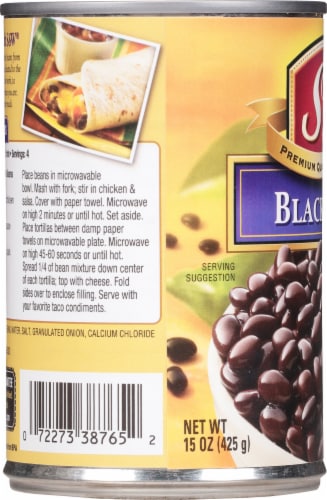 Servings: 4
Place beans in microwavable
bowl. Mash with fork; stir in chicken &
salsa. Cover with paper towel. Microwave
on high 2 minutes or until hot. Set aside.
Place tortillas between damp paper
towels on microwavable plate. Microwave
on high 45-60 seconds or until hot.
Spread 1/4 of bean mixture down center
of each tortilla; top with cheese. Fold
sides over to enclose filling. Serve with
your favorite taco condiments.
WATER, SALT, GRANULATED ONION, CALCIUM CHLORIDE
0 72273 38765 2
PREMIUM
BLAC
SERVING
SUGGESTION
NET WT
15 OZ (425 g)